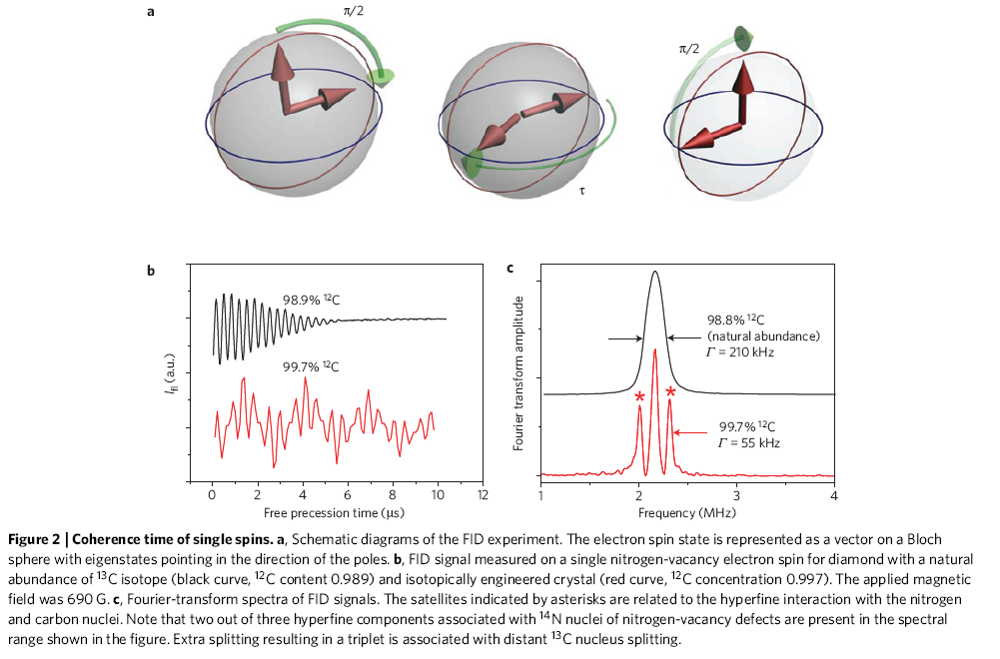 a
π/2
τ
π/2
b
98.9% ¹²C
99.7% ¹²C
I_fl (a.u.)
0 2 4 6 8 10 12
Free precession time (μs)
c
98.8% ¹²C
(natural abundance)
Γ = 210 kHz
*
*
99.7% ¹²C
Γ = 55 kHz
Fourier transform amplitude
1 2 3 4
Frequency (MHz)
Figure 2 | Coherence time of single spins. a, Schematic diagrams of the FID experiment. The electron spin state is represented as a vector on a Bloch
sphere with eigenstates pointing in the direction of the poles. b, FID signal measured on a single nitrogen-vacancy electron spin for diamond with a natural
abundance of ¹³C isotope (black curve, ¹²C content 0.989) and isotopically engineered crystal (red curve, ¹²C concentration 0.997). The applied magnetic
field was 690 G. c, Fourier-transform spectra of FID signals. The satellites indicated by asterisks are related to the hyperfine interaction with the nitrogen
and carbon nuclei. Note that two out of three hyperfine components associated with ¹⁴N nuclei of nitrogen-vacancy defects are present in the spectral
range shown in the figure. Extra splitting resulting in a triplet is associated with distant ¹³C nucleus splitting.